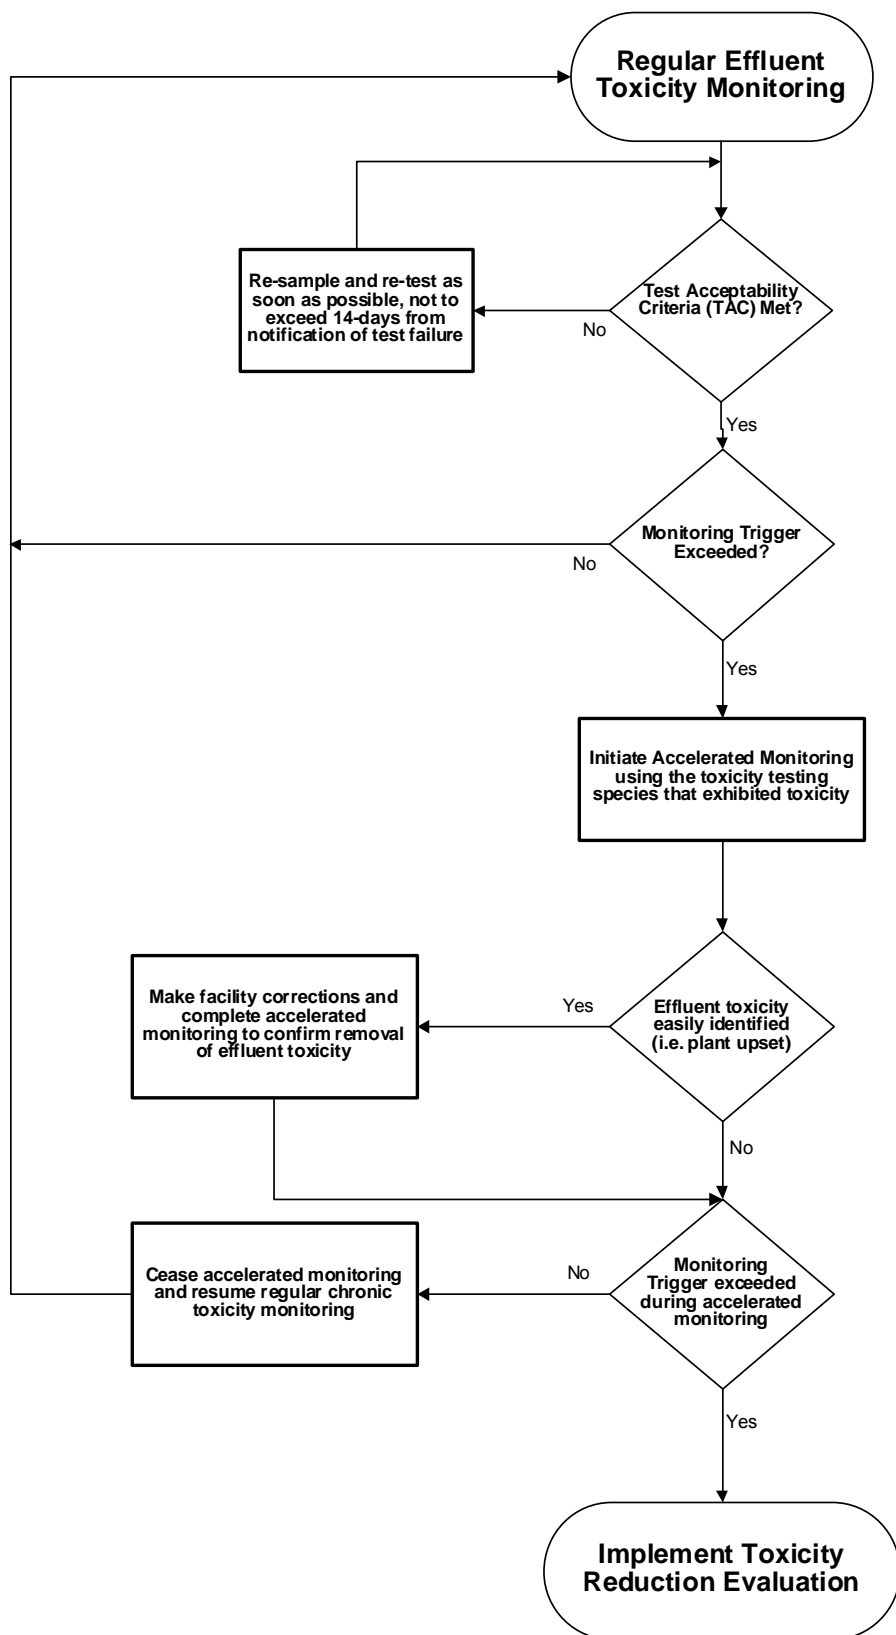 Regular Effluent
Toxicity Monitoring
Re-sample and re-test as
soon as possible, not to
exceed 14-days from
notification of test failure
Test Acceptability
Criteria (TAC) Met?
No
Yes
Monitoring Trigger
Exceeded?
No
Yes
Initiate Accelerated Monitoring
using the toxicity testing
species that exhibited toxicity
Make facility corrections and
complete accelerated
monitoring to confirm removal
of effluent toxicity
Yes
Effluent toxicity
easily identified
(i.e. plant upset)
No
Cease accelerated monitoring
and resume regular chronic
toxicity monitoring
No
Monitoring
Trigger exceeded
during accelerated
monitoring
Yes
Implement Toxicity
Reduction Evaluation